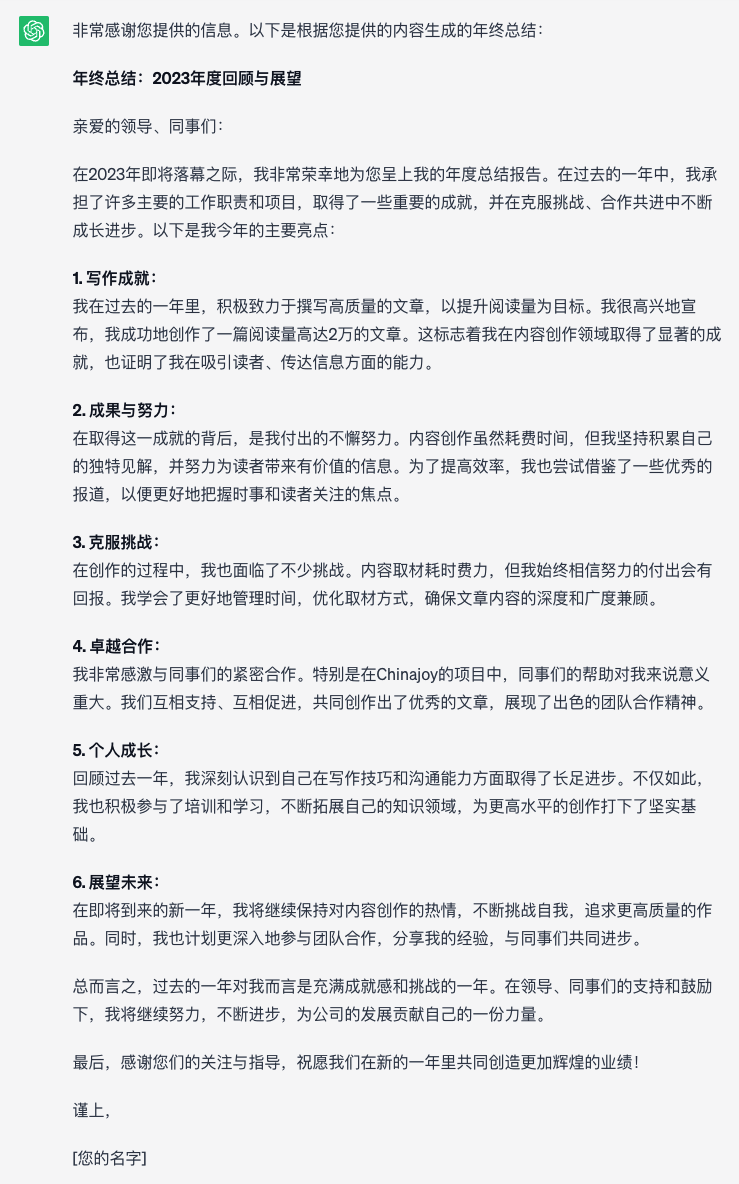 非常感谢您提供的信息。以下是根据您提供的内容生成的年终总结：
年终总结：2023年度回顾与展望
亲爱的领导、同事们：
在2023年即将落幕之际，我非常荣幸地为您呈上我的年度总结报告。在过去的一年中，我承
担了许多主要的工作职责和项目，取得了一些重要的成就，并在克服挑战、合作共进中不断
成长进步。以下是我今年的主要亮点：
1. 写作成就：
我在过去的一年里，积极致力于撰写高质量的文章，以提升阅读量为目标。我很高兴地宣
布，我成功地创作了一篇阅读量高达2万的文章。这标志着我在内容创作领域取得了显著的成
就，也证明了我在吸引读者、传达信息方面的能力。
2. 成果与努力：
在取得这一成就的背后，是我付出的不懈努力。内容创作虽然耗费时间，但我坚持积累自己
的独特见解，并努力为读者带来有价值的信息。为了提高效率，我也尝试借鉴了一些优秀的
报道，以便更好地把握时事和读者关注的焦点。
3. 克服挑战：
在创作的过程中，我也面临了不少挑战。内容取材耗时费力，但我始终相信努力的付出会有
回报。我学会了更好地管理时间，优化取材方式，确保文章内容的深度和广度兼顾。
4. 卓越合作：
我非常感激与同事们的紧密合作。特别是在Chinajoy的项目中，同事们的帮助对我来说意义
重大。我们互相支持、互相促进，共同创作出了优秀的文章，展现了出色的团队合作精神。
5. 个人成长：
回顾过去一年，我深刻认识到自己在写作技巧和沟通能力方面取得了长足进步。不仅如此，
我也积极参与了培训和学习，不断拓展自己的知识领域，为更高水平的创作打下了坚实基
础。
6. 展望未来：
在即将到来的新一年，我将继续保持对内容创作的热情，不断挑战自我，追求更高质量的作
品。同时，我也计划更深入地参与团队合作，分享我的经验，与同事们共同进步。
总而言之，过去的一年对我而言是充满成就感和挑战的一年。在领导、同事们的支持和鼓励
下，我将继续努力，不断进步，为公司的发展贡献自己的一份力量。
最后，感谢您们的关注与指导，祝愿我们在新的一年里共同创造更加辉煌的业绩！
谨上，
[您的名字]